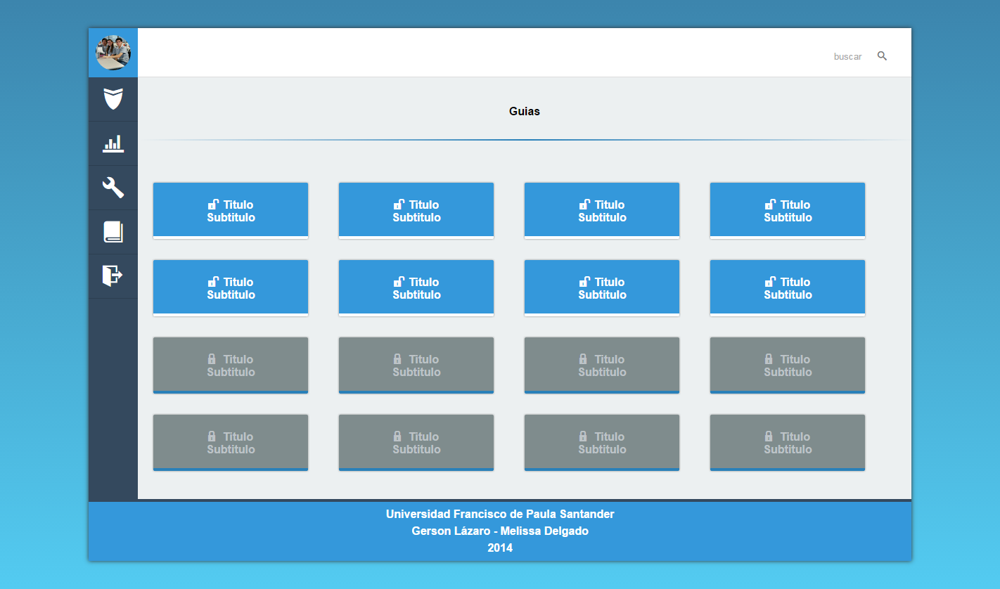 buscar
Guias
Titulo
Subtitulo
Titulo
Subtitulo
Titulo
Subtitulo
Titulo
Subtitulo
Titulo
Subtitulo
Titulo
Subtitulo
Titulo
Subtitulo
Titulo
Subtitulo
Titulo
Subtitulo
Titulo
Subtitulo
Titulo
Subtitulo
Titulo
Subtitulo
Titulo
Subtitulo
Titulo
Subtitulo
Titulo
Subtitulo
Titulo
Subtitulo
Universidad Francisco de Paula Santander
Gerson Lázaro - Melissa Delgado
2014